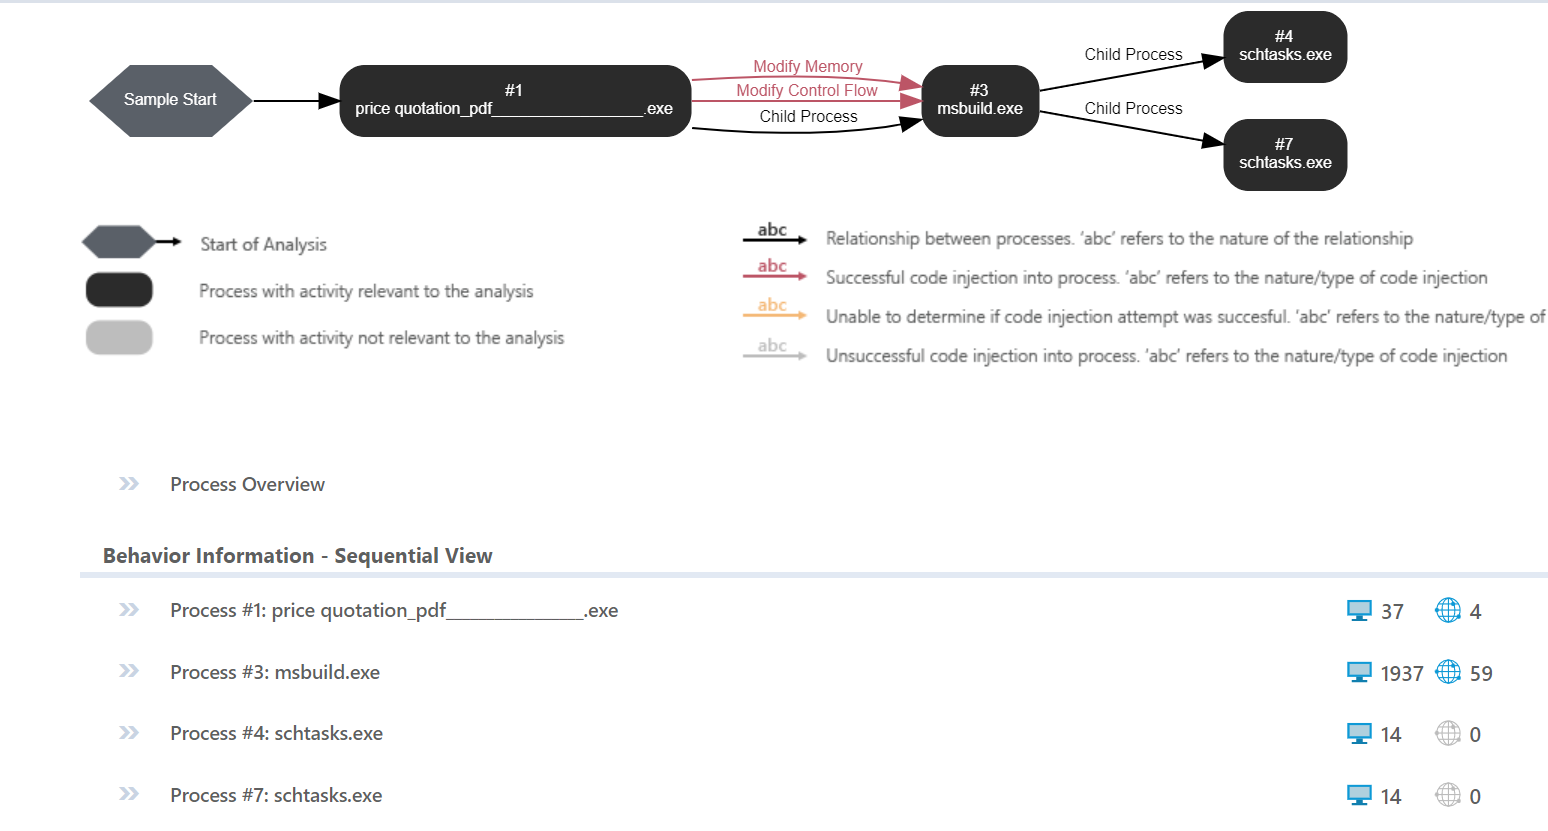 Sample Start
#1
price quotation_pdf_________________.exe
Modify Memory
Modify Control Flow
Child Process
#3
msbuild.exe
Child Process
Child Process
#4
schtasks.exe
#7
schtasks.exe
Start of Analysis
Process with activity relevant to the analysis
Process with activity not relevant to the analysis
abc
Relationship between processes. ‘abc’ refers to the nature of the relationship
abc
Successful code injection into process. ‘abc’ refers to the nature/type of code injection
abc
Unable to determine if code injection attempt was succesful. ‘abc’ refers to the nature/type of
abc
Unsuccessful code injection into process. ‘abc’ refers to the nature/type of code injection
Process Overview
Behavior Information - Sequential View
Process #1: price quotation_pdf_________________.exe 37 4
Process #3: msbuild.exe 1937 59
Process #4: schtasks.exe 14 0
Process #7: schtasks.exe 14 0